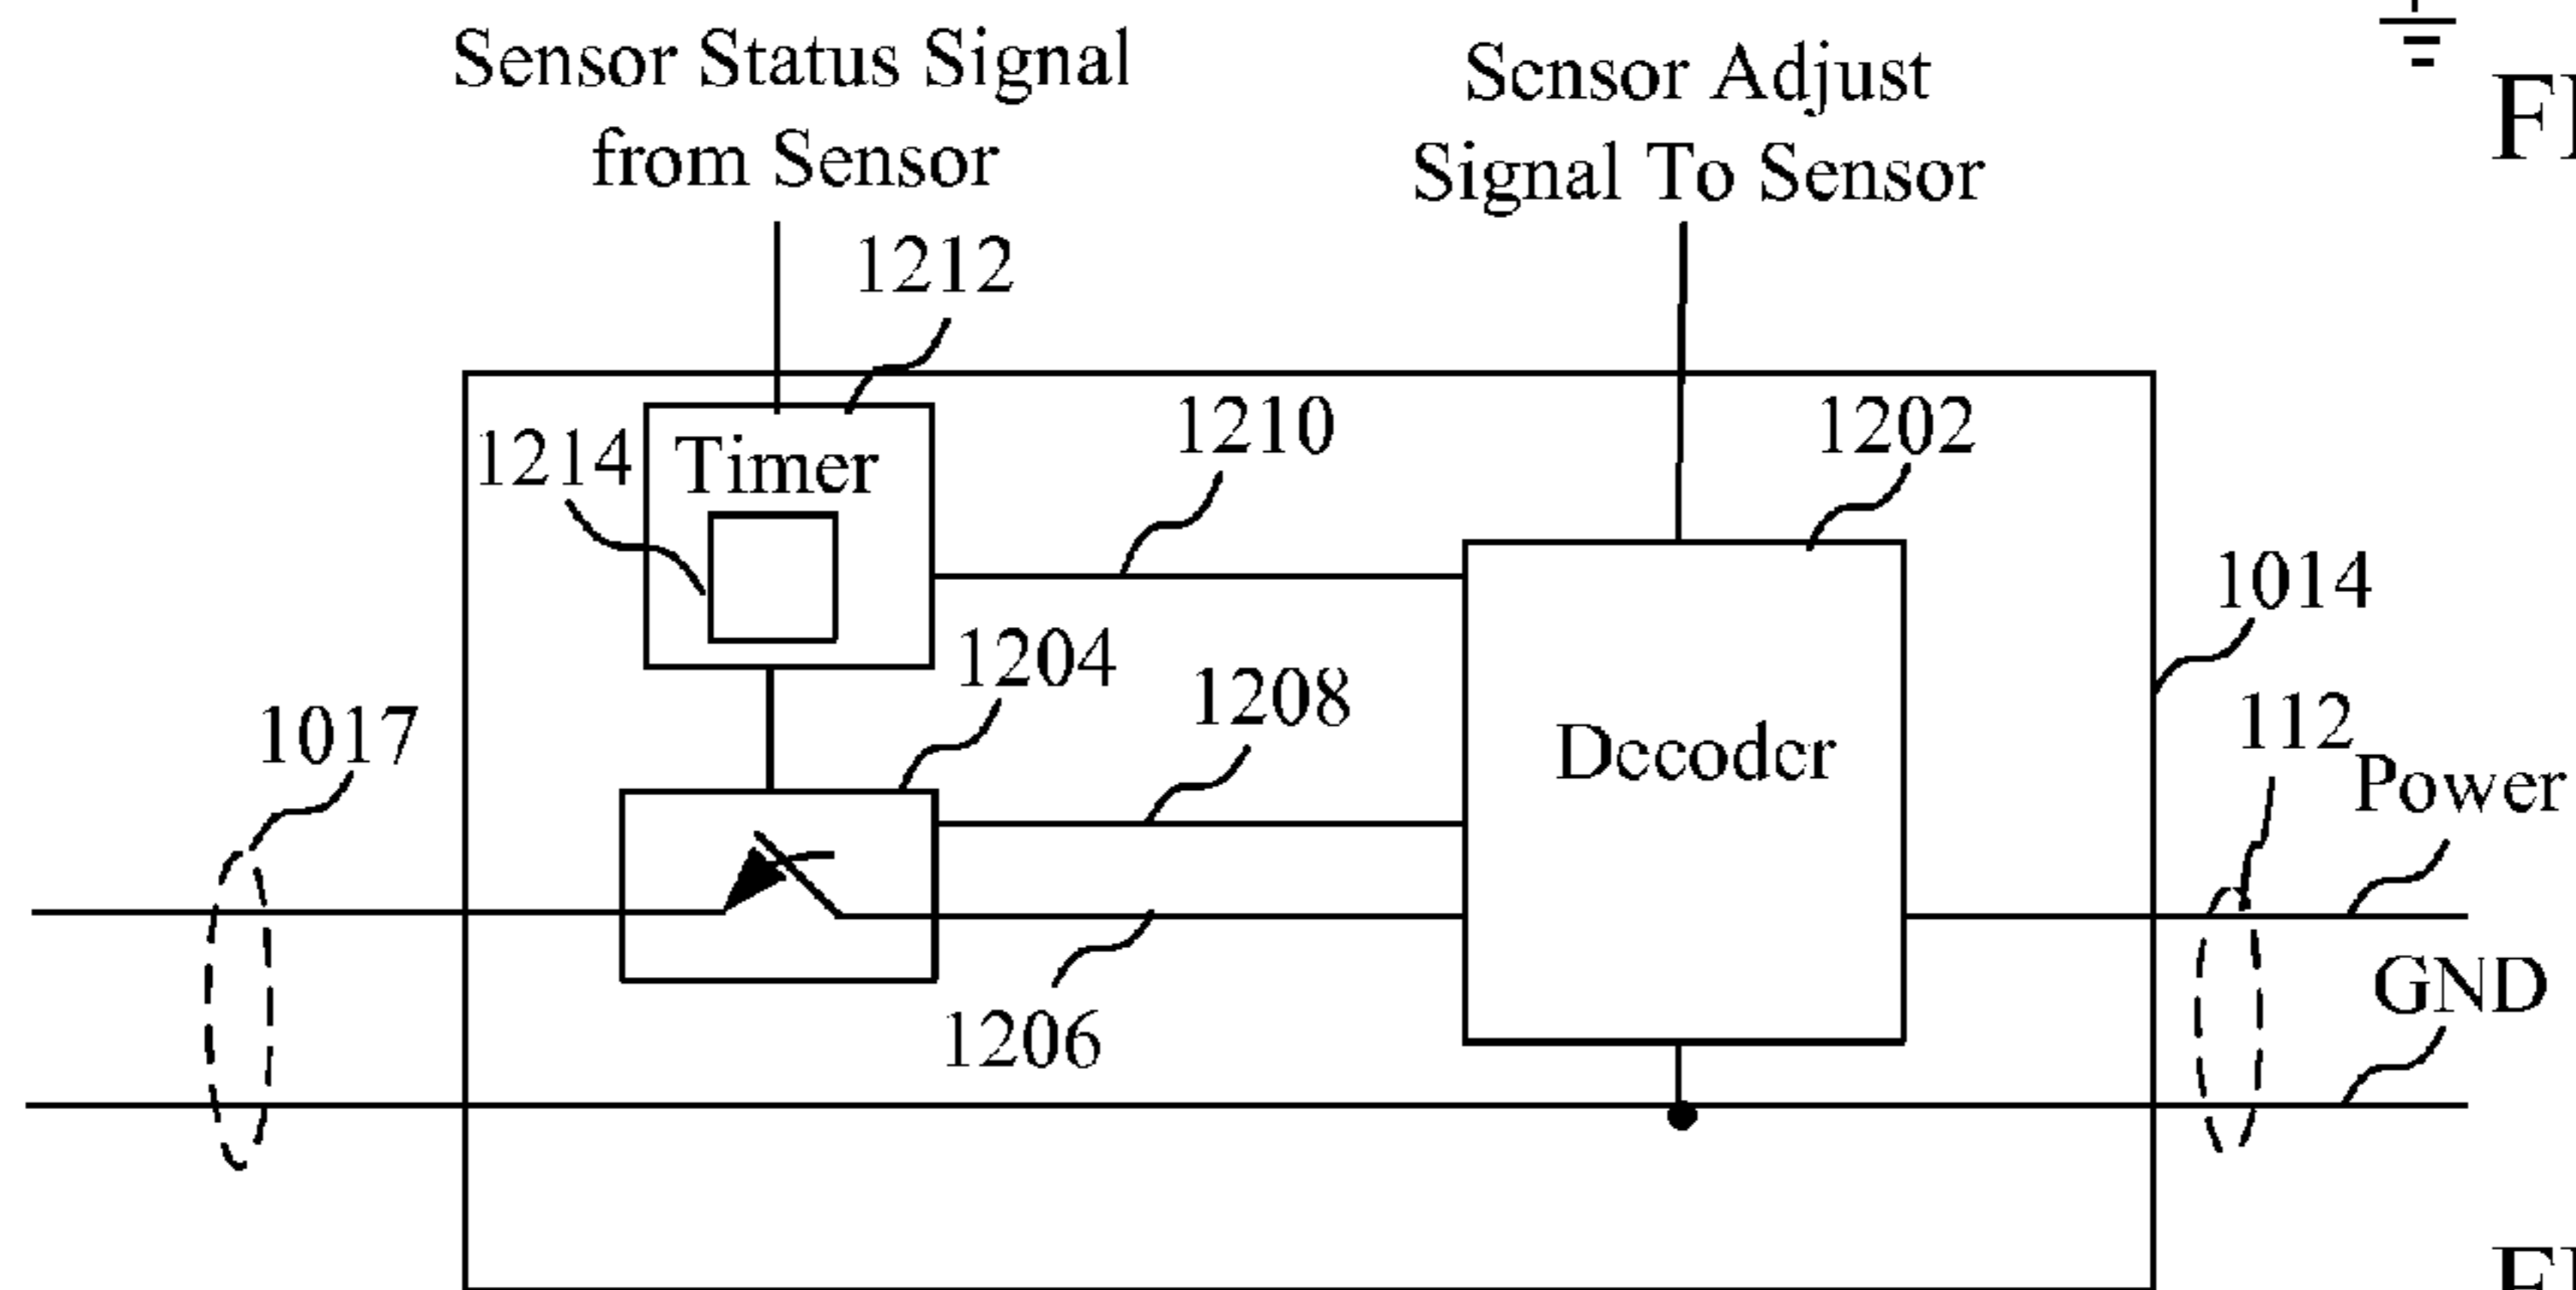 Sensor Status Signal
from Sensor
Sensor Adjust
Signal To Sensor
1212
1214
Timer
1210
1202
1204
1208
1014
1017
Decoder
112
Power
1206
GND